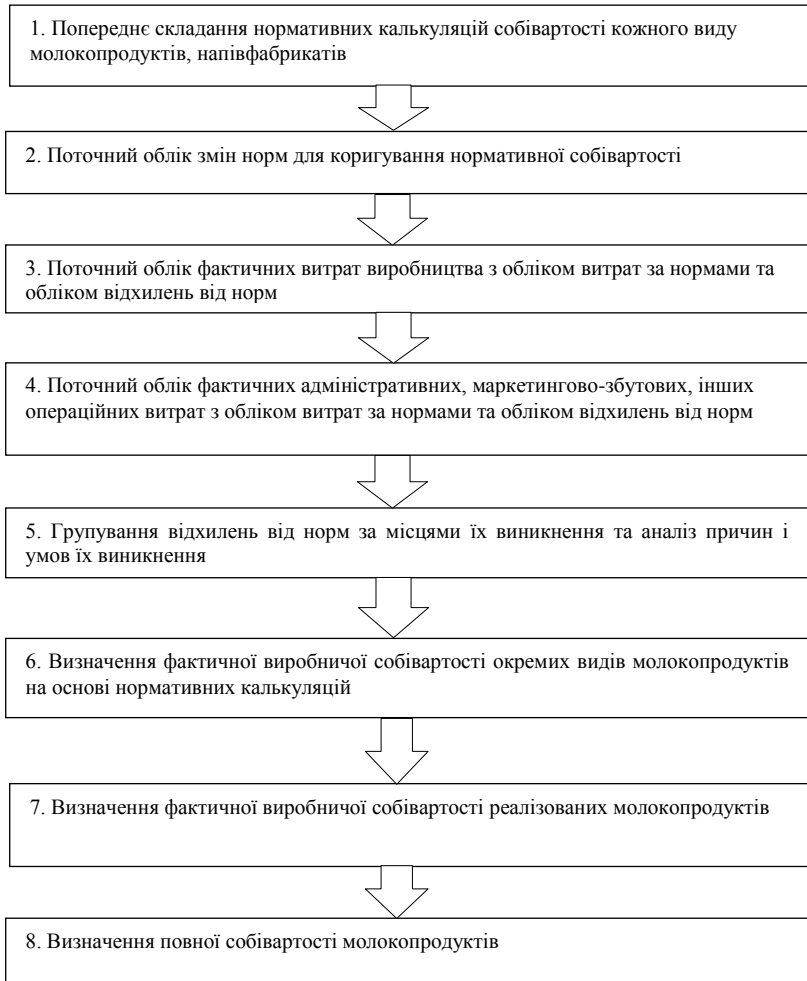 1. Попереднє складання нормативних калькуляцій собівартості кожного виду
молокопродуктів, напівфабрикатів
2. Поточний облік змін норм для коригування нормативної собівартості
3. Поточний облік фактичних витрат виробництва з обліком витрат за нормами та
обліком відхилень від норм
4. Поточний облік фактичних адміністративних, маркетингово-збутових, інших
операційних витрат з обліком витрат за нормами та обліком відхилень від норм
5. Групування відхилень від норм за місцями їх виникнення та аналіз причин і
умов їх виникнення
6. Визначення фактичної виробничої собівартості окремих видів молокопродуктів
на основі нормативних калькуляцій
7. Визначення фактичної виробничої собівартості реалізованих молокопродуктів
8. Визначення повної собівартості молокопродуктів